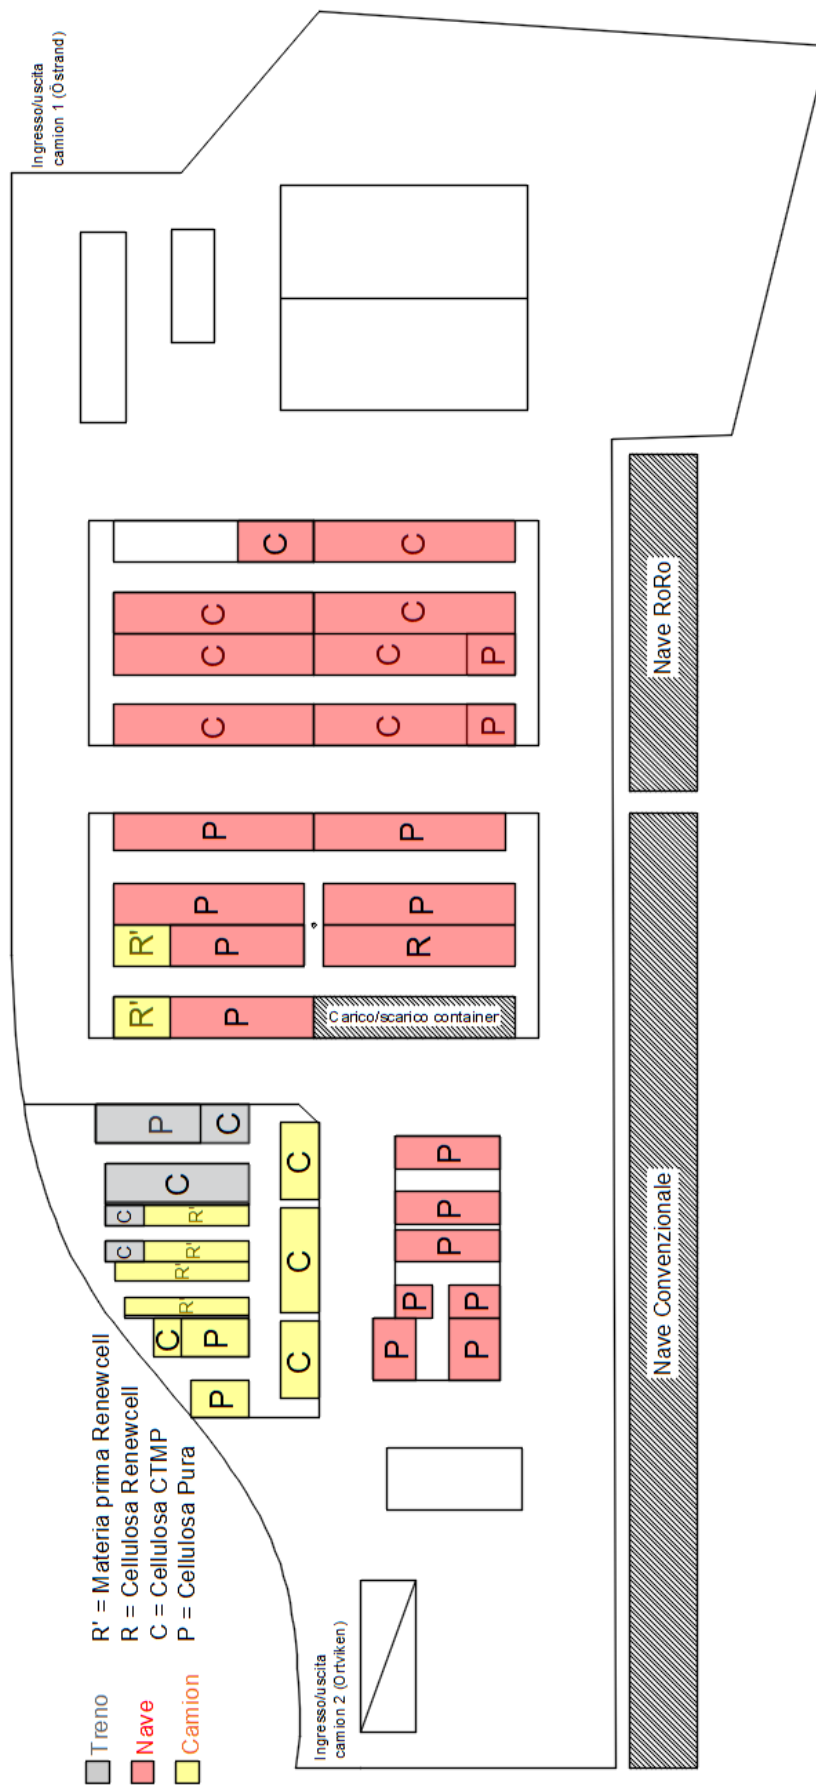 Ingresso/uscita
camion 1 (Östrand)
Treno
Nave
Camion
R' = Materia prima Renewcell
R = Cellulosa Renewcell
C = Cellulosa CTMP
P = Cellulosa Pura
P
C
P
R'
R'
R'
C
R'
C
C
P
C
C
C
C
P
P
P
P
P
P
P
R'
P
R'
P
P
P
Carico/scarico container
R
P
P
C
C
C
C
C
C
C
C
P
P
Ingresso/uscita
camion 2 (Ortviken)
Nave Convenzionale
Nave RoRo